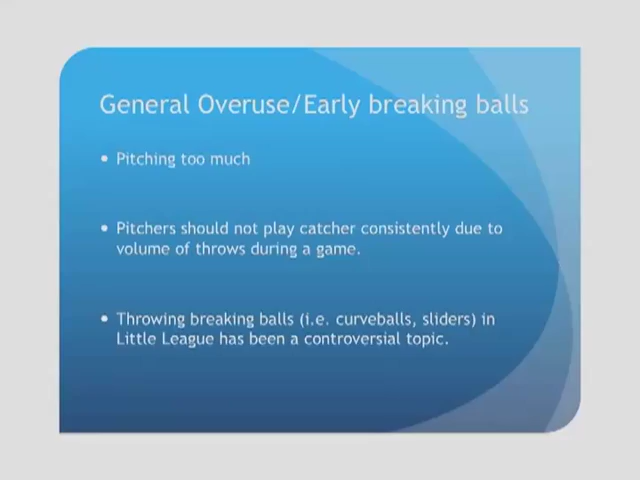 General Overuse/Early breaking balls
• Pitching too much
• Pitchers should not play catcher consistently due to
volume of throws during a game.
• Throwing breaking balls (i.e. curveballs, sliders) in
Little League has been a controversial topic.